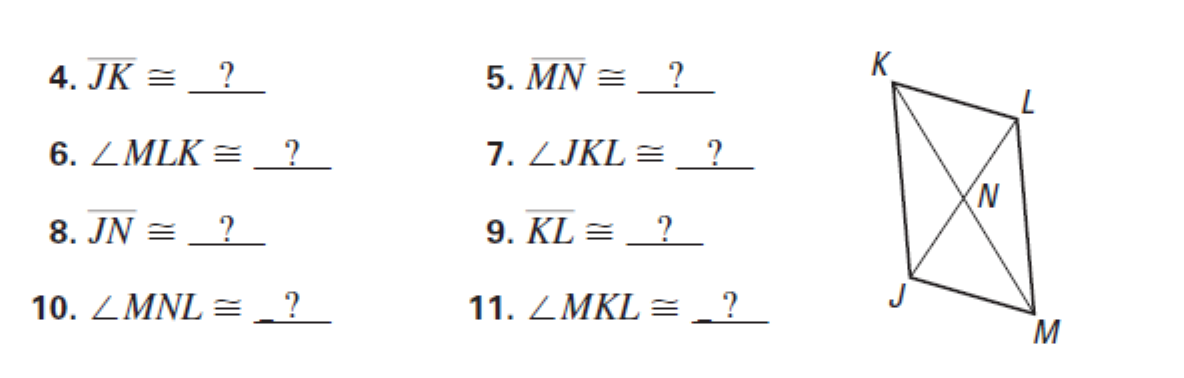 4. JK ≅ ? 5. MN ≅ ?
6. ∠MLK ≅ ? 7. ∠JKL ≅ ?
8. JN ≅ ? 9. KL ≅ ?
10. ∠MNL ≅ _ ? 11. ∠MKL ≅ _ ?
K
L
N
J
M